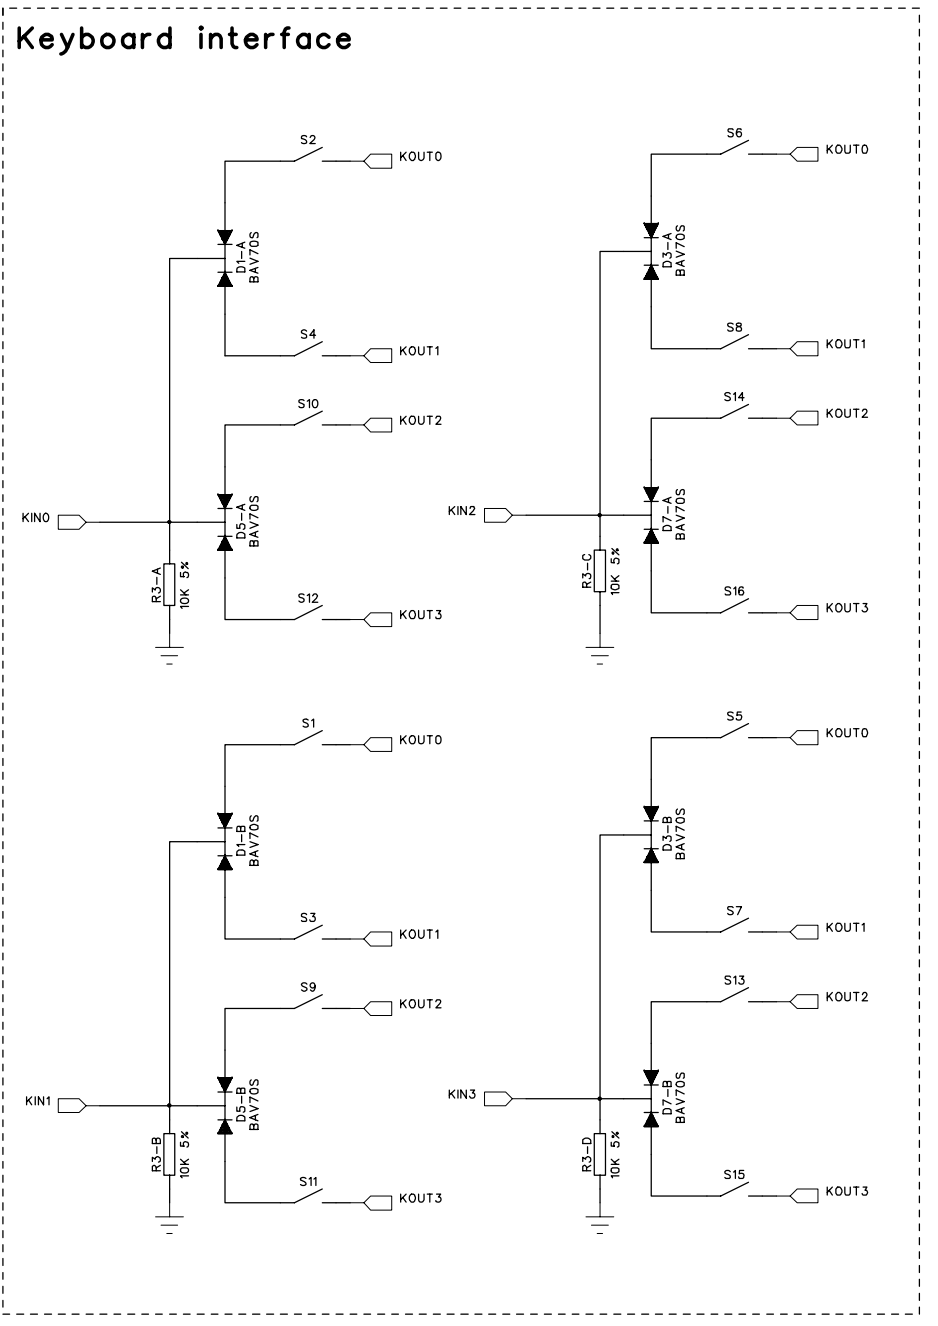 Keyboard interface
S2
KOUT0
D1-A
BAV70S
S4
KOUT1
S10
KOUT2
KIN0
D5-A
BAV70S
R3-A
10K 5%
S12
KOUT3
S6
KOUT0
D3-A
BAV70S
S8
KOUT1
S14
KOUT2
KIN2
D7-A
BAV70S
R3-C
10K 5%
S16
KOUT3
S1
KOUT0
D1-B
BAV70S
S3
KOUT1
S9
KOUT2
KIN1
D5-B
BAV70S
R3-B
10K 5%
S11
KOUT3
S5
KOUT0
D3-B
BAV70S
S7
KOUT1
S13
KOUT2
KIN3
D7-B
BAV70S
R3-D
10K 5%
S15
KOUT3